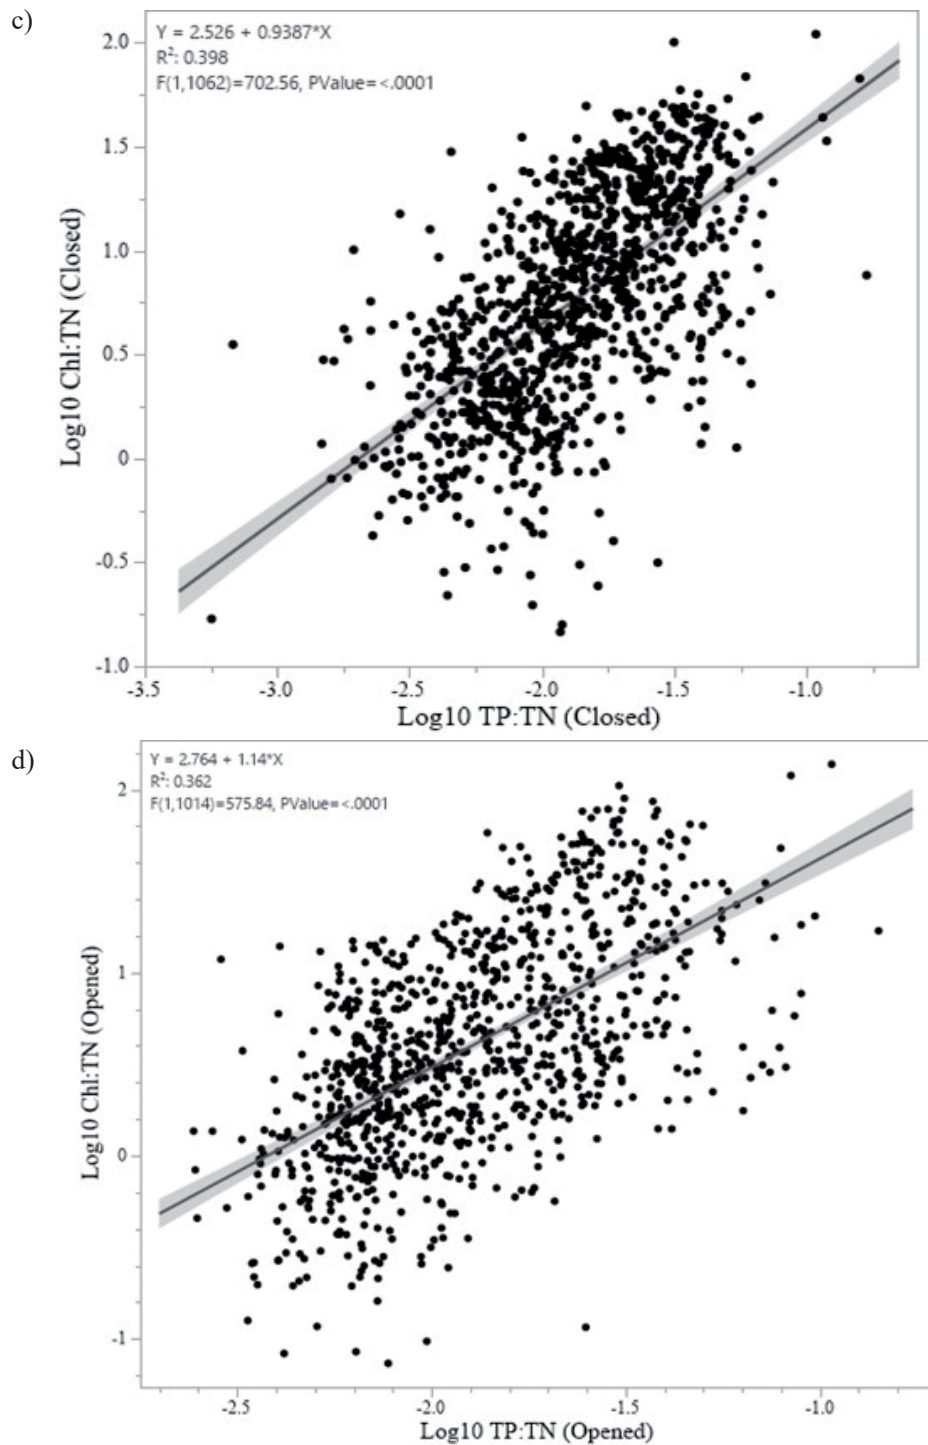 c)
Y = 2.526 + 0.9387*X
R²: 0.398
F(1,1062)=702.56, PValue=<.0001
2.0
1.5
1.0
0.5
0
-0.5
-1.0
Log10 Chl:TN (Closed)
-3.5 -3.0 -2.5 -2.0 -1.5 -1.0
Log10 TP:TN (Closed)
d)
Y = 2.764 + 1.14*X
R²: 0.362
F(1,1014)=575.84, PValue=<.0001
2
1
0
-1
Log10 Chl:TN (Opened)
-2.5 -2.0 -1.5 -1.0
Log10 TP:TN (Opened)